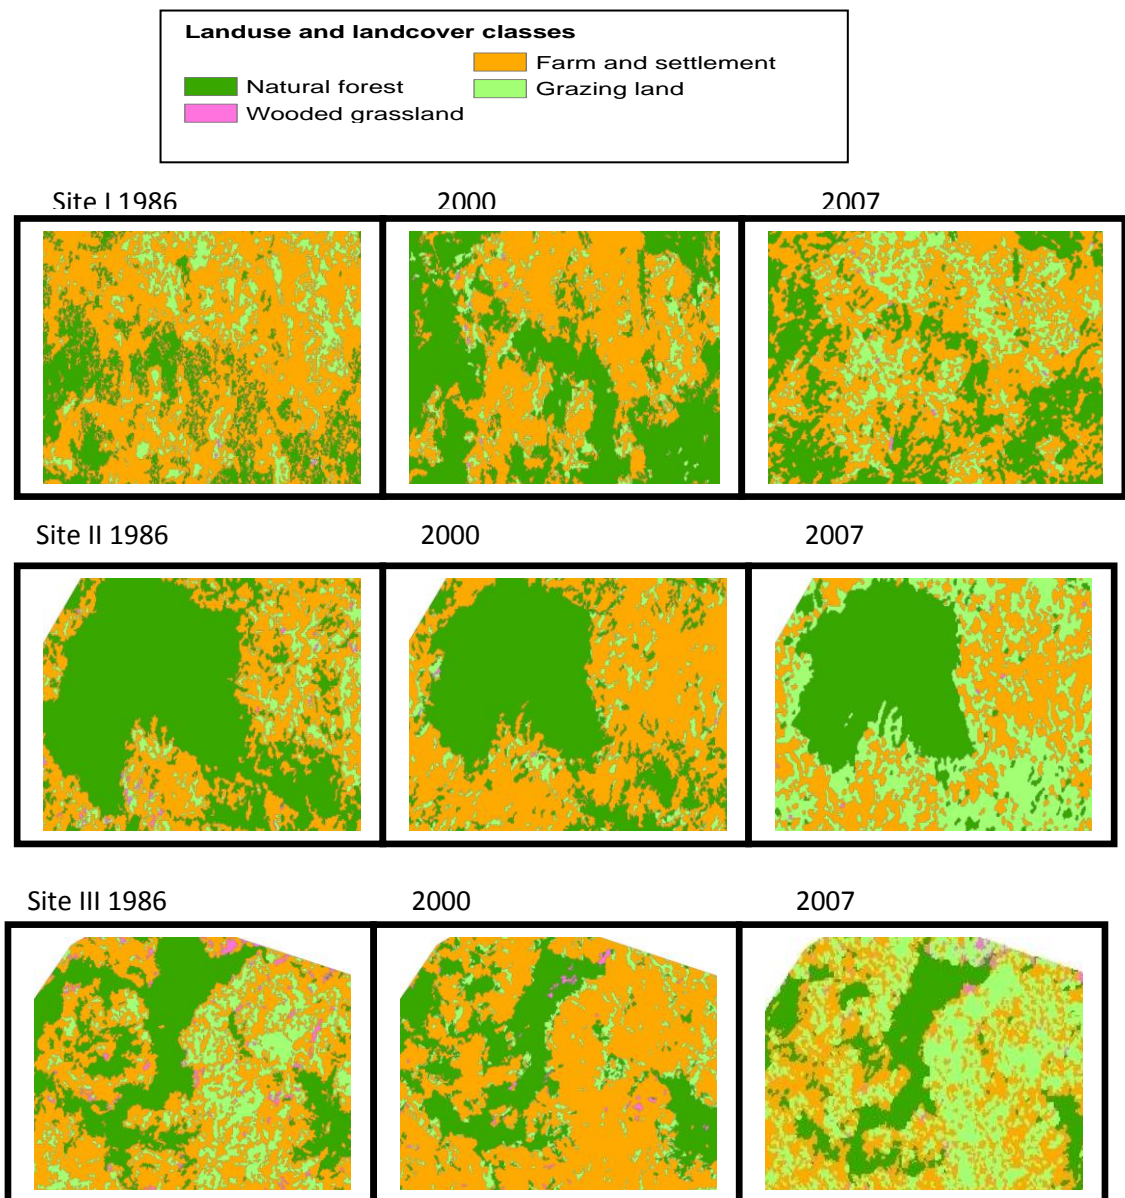 Landuse and landcover classes
Farm and settlement
Natural forest
Grazing land
Wooded grassland
Site I 1986 2000 2007
Site II 1986 2000 2007
Site III 1986 2000 2007